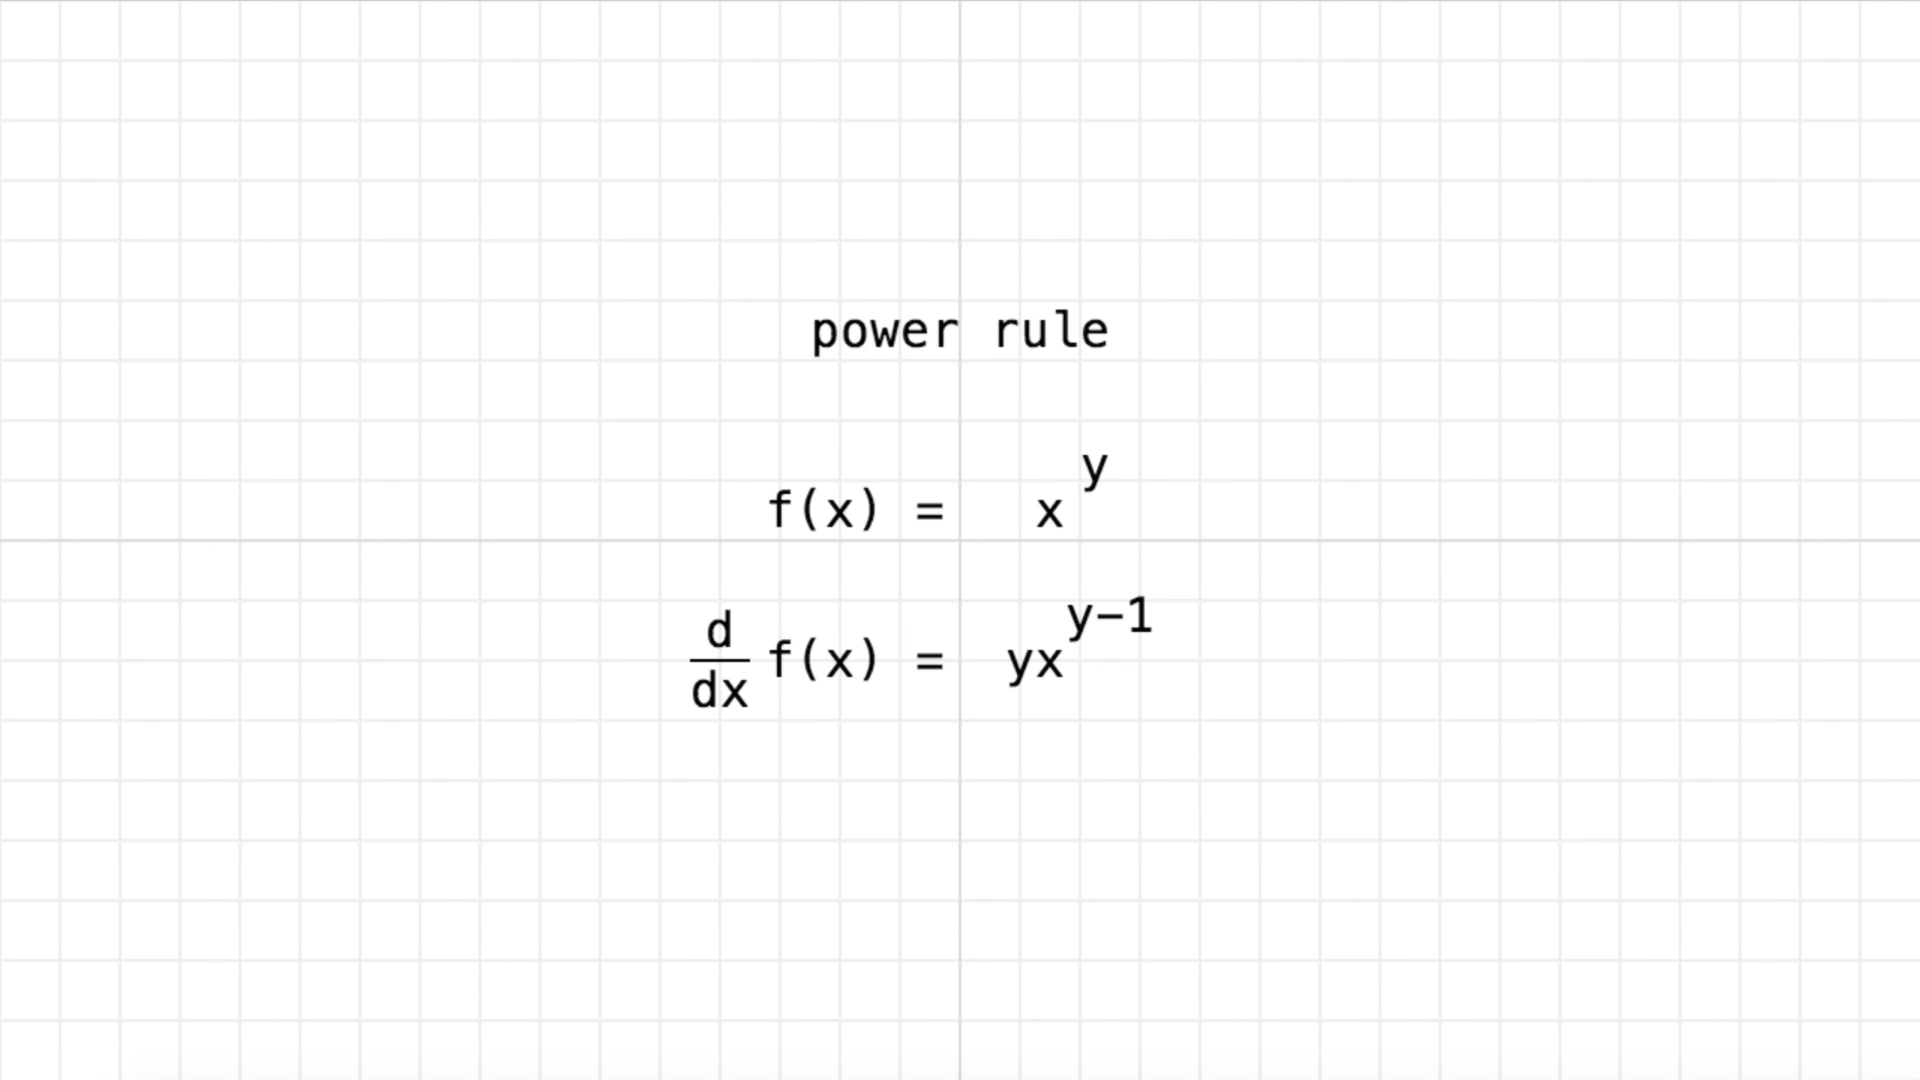 power rule
f(x) = x^y
d/dx f(x) = yx^y-1